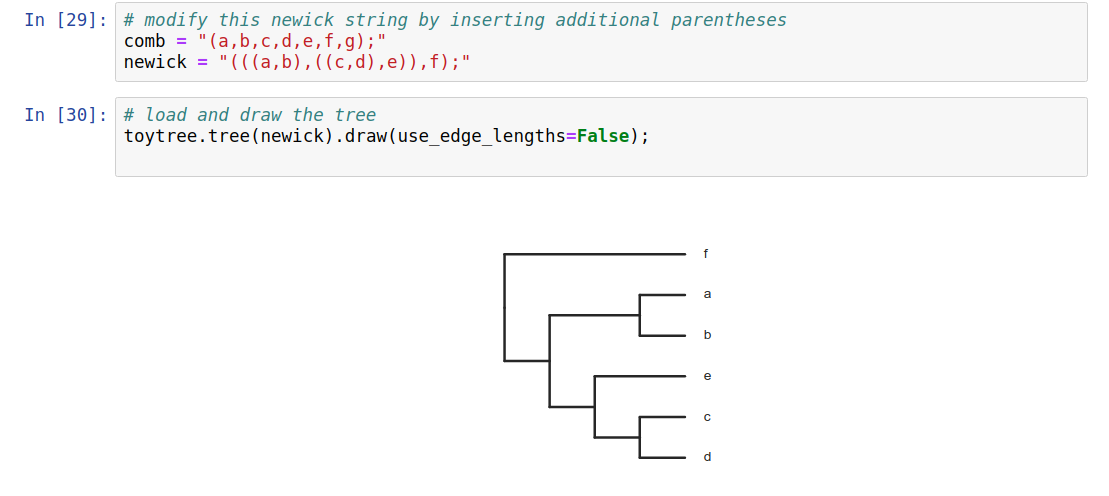 In [29]: # modify this newick string by inserting additional parentheses
comb = "(a,b,c,d,e,f,g);"
newick = "(((a,b),((c,d),e)),f);"
In [30]: # load and draw the tree
toytree.tree(newick).draw(use_edge_lengths=False);
f
a
b
e
c
d